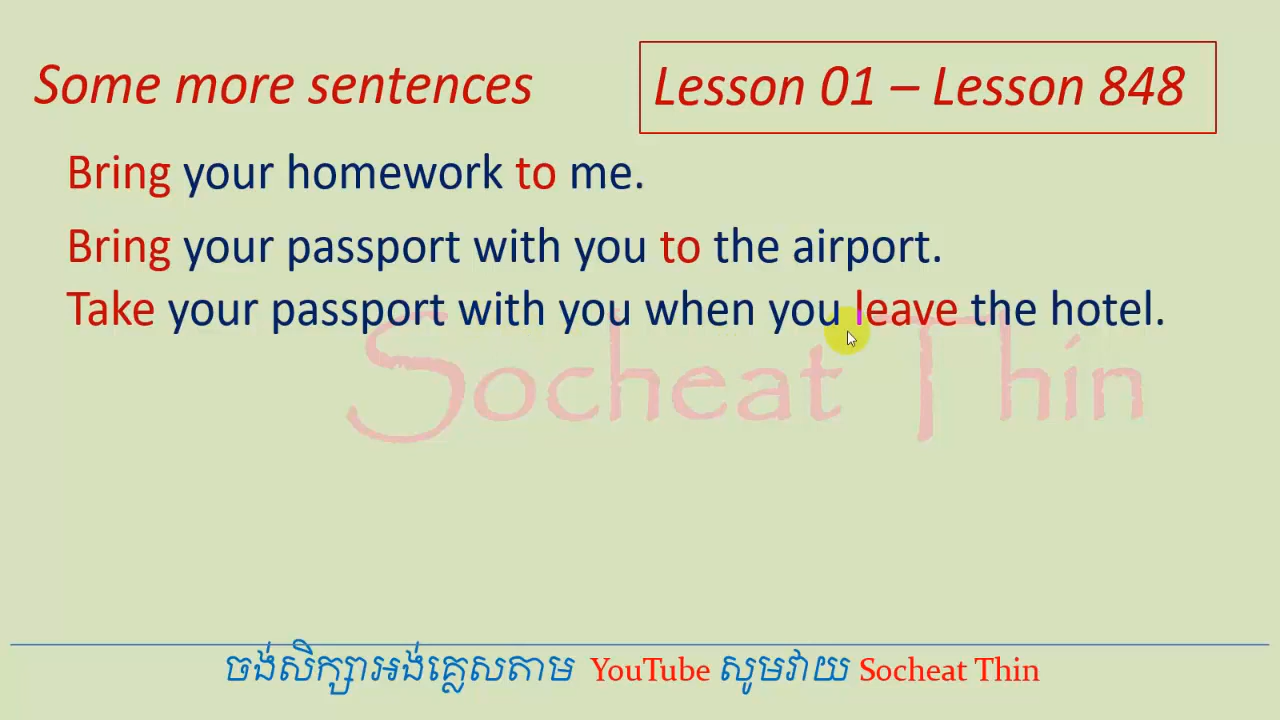 Some more sentences
Lesson 01 – Lesson 848
Bring your homework to me.
Bring your passport with you to the airport.
Take your passport with you when you leave the hotel.
Socheat Thin
ចង់សិក្សាអង់គ្លេសតាម YouTube សូមវាយ Socheat Thin